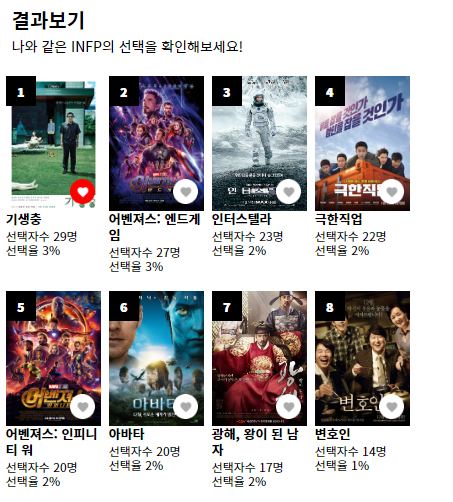 결과보기
나와 같은 INFP의 선택을 확인해보세요!
1
2
3
4
기생충
선택자수 29명
선택율 3%
어벤져스: 엔드게
임
선택자수 27명
선택율 3%
인터스텔라
선택자수 23명
선택율 2%
극한직업
선택자수 22명
선택율 2%
5
6
아바타
7
8
변호인
어벤져스: 인피니
티 워
선택자수 20명
선택율 2%
아바타
선택자수 20명
선택율 2%
광해, 왕이 된 남
자
선택자수 17명
선택율 2%
변호인
선택자수 14명
선택율 1%